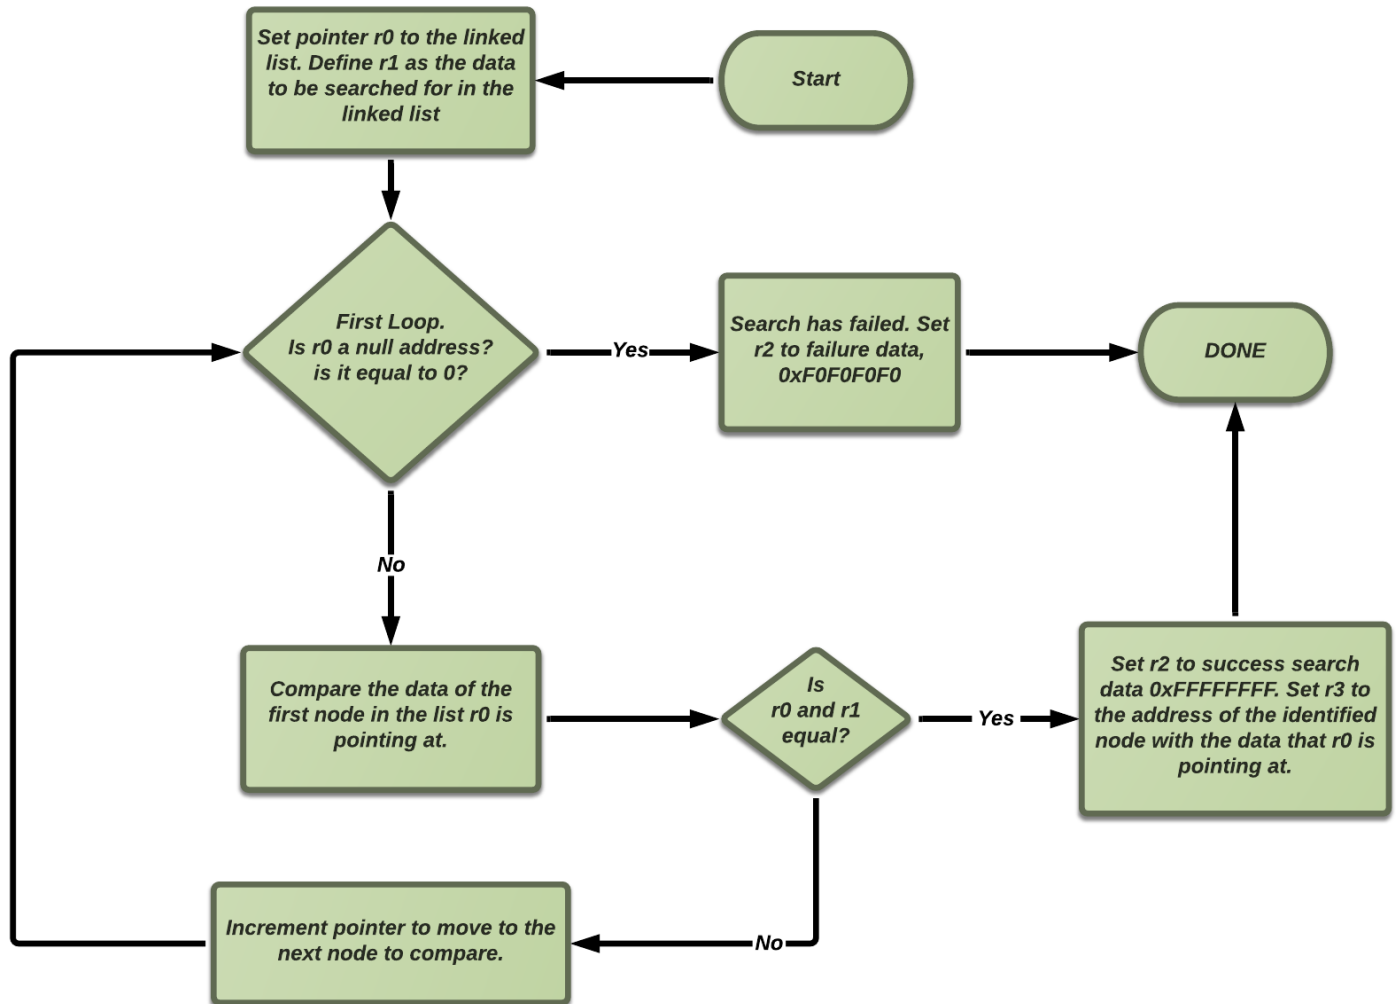 Start
Set pointer r0 to the linked
list. Define r1 as the data
to be searched for in the
linked list
First Loop.
Is r0 a null address?
is it equal to 0?
Yes
Search has failed. Set
r2 to failure data,
0xF0F0F0F0
DONE
No
Compare the data of the
first node in the list r0 is
pointing at.
Is
r0 and r1
equal?
Yes
Set r2 to success search
data 0xFFFFFFFF. Set r3 to
the address of the identified
node with the data that r0 is
pointing at.
No
Increment pointer to move to the
next node to compare.